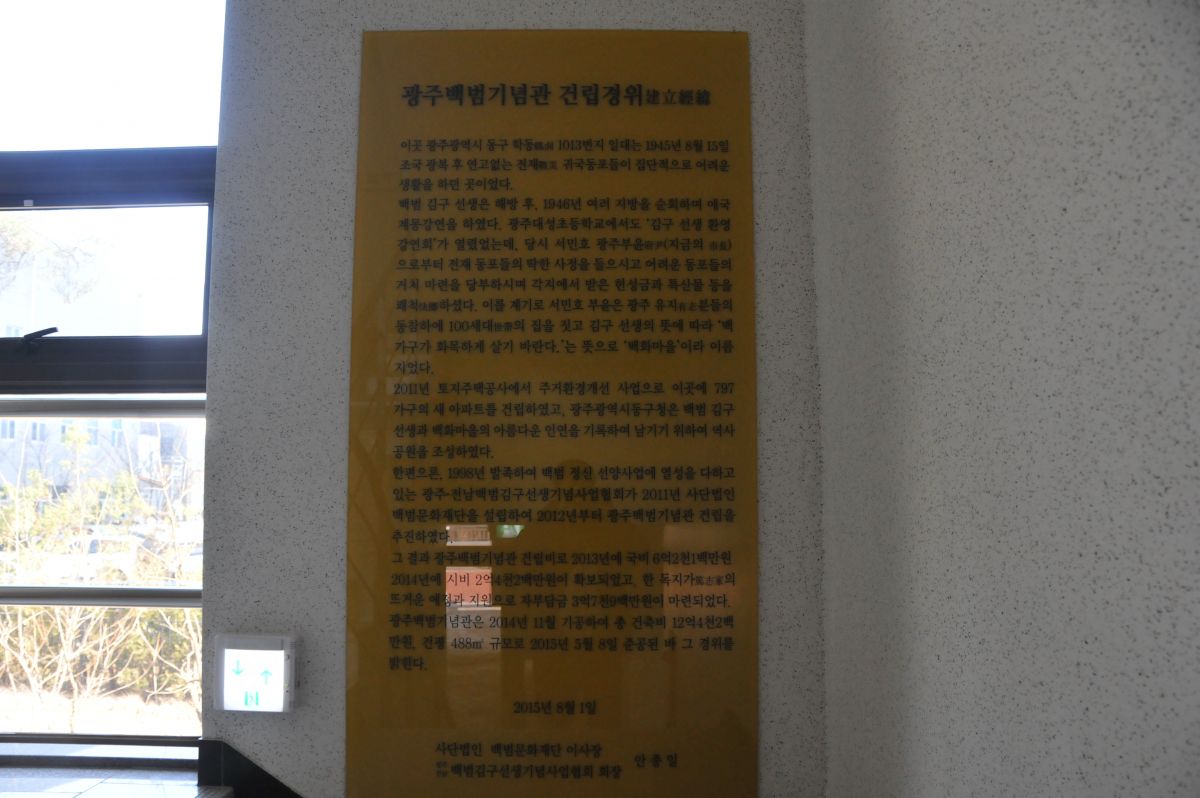 광주백범기념관 건립경위建立經緯
이곳 광주광역시 동구 학동鶴洞 1013번지 일대는 1945년 8월 15일
조국 광복 후 연고없는 전재戰災 귀국동포들이 집단적으로 어려운
생활을 하던 곳이었다.
백범 김구 선생은 해방 후, 1946년 여러 지방을 순회하며 애국
계몽강연을 하였다. 광주대성초등학교에서도 '김구 선생 환영
강연회'가 열렸었는데, 당시 서민호 광주부윤府尹(지금의 市長)
으로부터 전재 동포들의 딱한 사정을 들으시고 어려운 동포들의
거처 마련을 당부하시며 각지에서 받은 헌성금과 특산물 등을
쾌척快擲하셨다. 이를 계기로 서민호 부윤은 광주 유지有志분들의
동참하에 100세대世帶의 집을 짓고 김구 선생의 뜻에 따라 '백
가구가 화목하게 살기 바란다.'는 뜻으로 '백화마을'이라 이름
지었다.
2011년 토지주택공사에서 주거환경개선 사업으로 이곳에 797
가구의 새 아파트를 건립하였고, 광주광역시동구청은 백범 김구
선생과 백화마을의 아름다운 인연을 기록하여 남기기 위하여 역사
공원을 조성하였다.
한편으론, 1998년 발족하여 백범 정신 선양사업에 열성을 다하고
있는 광주·전남백범김구선생기념사업협회가 2011년 사단법인
백범문화재단을 설립하여 2012년부터 광주백범기념관 건립을
추진하였다.
그 결과 광주백범기념관 건립비로 2013년에 국비 6억2천1백만원
2014년에 시비 2억4천2백만원이 확보되었고, 한 독지가篤志家의
뜨거운 애정과 지원으로 자부담금 3억7천9백만원이 마련되었다.
광주백범기념관은 2014년 11월 기공하여 총 건축비 12억4천2백
만원, 건평 488㎡ 규모로 2015년 5월 8일 준공된 바 그 경위를
밝힌다.
2015년 8월 1일
사단법인 백범문화재단 이사장
광주 전남 백범김구선생기념사업협회 회장
안 종 일